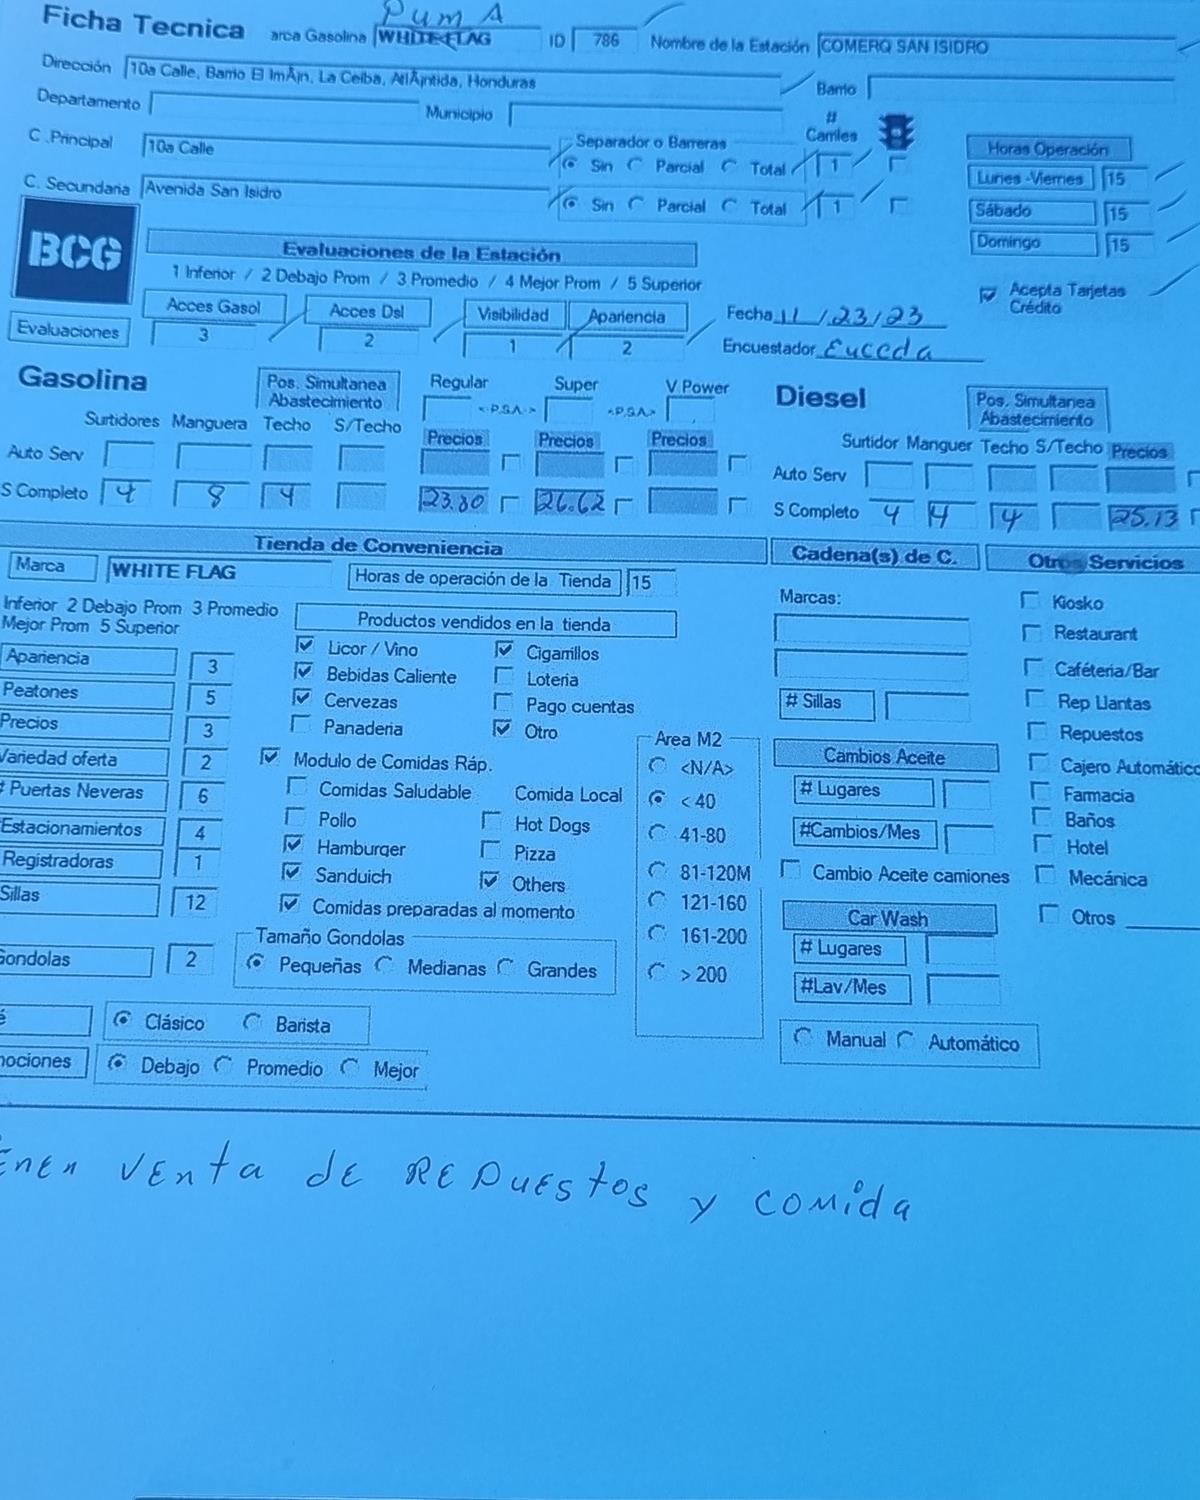 Puma
Ficha Tecnica arca Gasolina WHITE FLAG ID 786 Nombre de la Estación COMERQ SAN ISIDRO
Dirección 10a Calle, Barrio El ImÃ¡n, La Ceiba, AtlÃ¡ntida, Honduras Barrio
Departamento Municipio # Carriles
C .Principal 10a Calle Separador o Barreras Sin Parcial Total 1 Horas Operación
C. Secundaria Avenida San Isidro Sin Parcial Total 1 Lunes -Viernes 15
Sábado 15
Domingo 15
BCG Evaluaciones de la Estación
1 Inferior / 2 Debajo Prom / 3 Promedio / 4 Mejor Prom / 5 Superior Acepta Tarjetas Crédito
Acces Gasol Acces Dsl Visibilidad Apariencia Fecha 11/23/23
Evaluaciones 3 2 1 2 Encuestador Euceda
Gasolina Pos. Simultanea Abastecimiento Regular <-P.S.A-> Super <-P.S.A-> V Power Diesel Pos. Simultanea Abastecimiento
Surtidores Manguera Techo S/Techo Precios Precios Precios Surtidor Manguer Techo S/Techo Precios
Auto Serv Auto Serv
S Completo 4 8 4 23.80 26.62 S Completo 4 4 4 25.13
Tienda de Conveniencia Cadena(s) de C. Otros Servicios
Marca WHITE FLAG Horas de operación de la Tienda 15 Marcas: Kiosko
Inferior 2 Debajo Prom 3 Promedio Productos vendidos en la tienda Restaurant
Mejor Prom 5 Superior Licor / Vino Cigarrillos Caféteria/Bar
Apariencia 3 Bebidas Caliente Loteria # Sillas Rep Llantas
Peatones 5 Cervezas Pago cuentas Repuestos
Precios 3 Panaderia Otro Area M2 Cambios Aceite Cajero Automático
Variedad oferta 2 Modulo de Comidas Ráp. <N/A> # Lugares Farmacia
# Puertas Neveras 6 Comidas Saludable Comida Local < 40 #Cambios/Mes Baños
Estacionamientos 4 Pollo Hot Dogs 41-80 Hotel
Registradoras 1 Hamburger Pizza 81-120M Cambio Aceite camiones Mecánica
Sillas 12 Sanduich Others 121-160 Car Wash Otros
Comidas preparadas al momento 161-200 # Lugares
Gondolas 2 Tamaño Gondolas > 200 #Lav/Mes
Pequeñas Medianas Grandes
é Clásico Barista Manual Automático
nociones Debajo Promedio Mejor
Enen VEnta de REPuEstos y comida